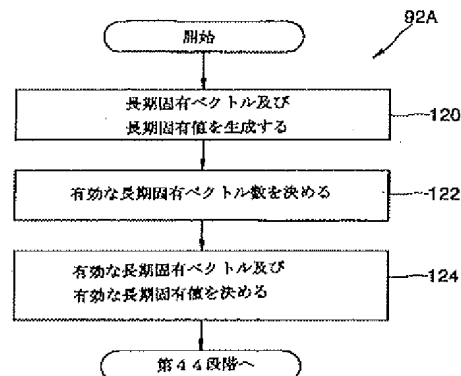 92A
開始
長期固有ベクトル及び
長期固有値を生成する
120
有効な長期固有ベクトル数を決める
122
有効な長期固有ベクトル及び
有効な長期固有値を決める
124
第44段階へ